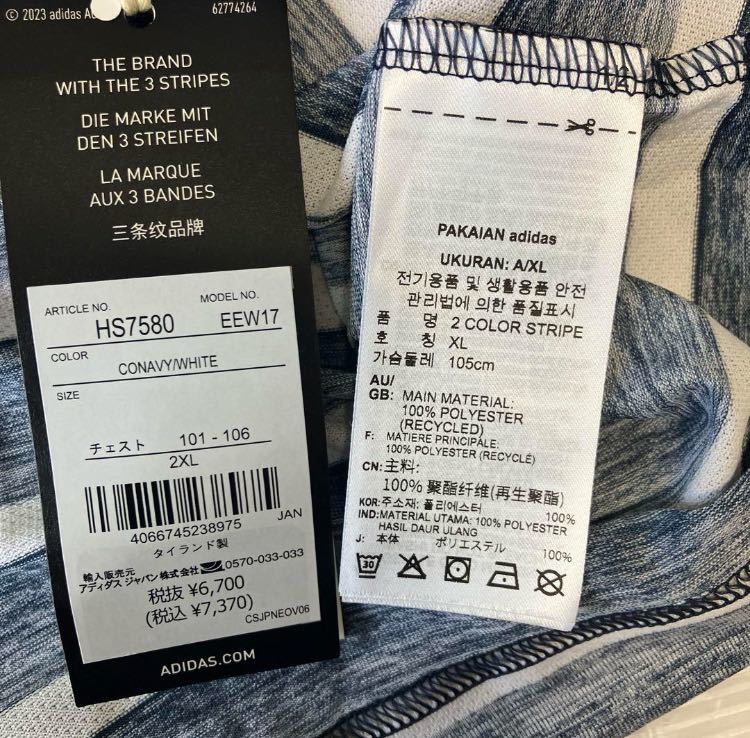 © 2023 adidas
62774264
THE BRAND
WITH THE 3 STRIPES
DIE MARKE MIT
DEN 3 STREIFEN
LA MARQUE
AUX 3 BANDES
三条纹品牌
ARTICLE NO.
MODEL NO.
HS7580
EEW17
COLOR
CONAVY/WHITE
SIZE
チェスト 101 - 106
2XL
4066745238975
JAN
タイランド製
輸入販売元
アディダス ジャパン株式会社
0570-033-033
税抜 ¥6,700
(税込 ¥7,370)
CSJPNEOV06
ADIDAS.COM
PAKAIAN adidas
UKURAN: A/XL
전기용품 및 생활용품 안전
관리법에 의한 품질표시
품 명 2 COLOR STRIPE
호 칭 XL
가슴둘레 105cm
AU/
GB: MAIN MATERIAL:
100% POLYESTER
(RECYCLED)
F: MATIERE PRINCIPALE:
100% POLYESTER (RECYCLÉ)
CN: 主料:
100% 聚酯纤维(再生聚酯)
KOR: 주소재: 폴리에스터 100%
IND: MATERIAL UTAMA: 100% POLYESTER
HASIL DAUR ULANG
J: 本体 ポリエステル 100%
30